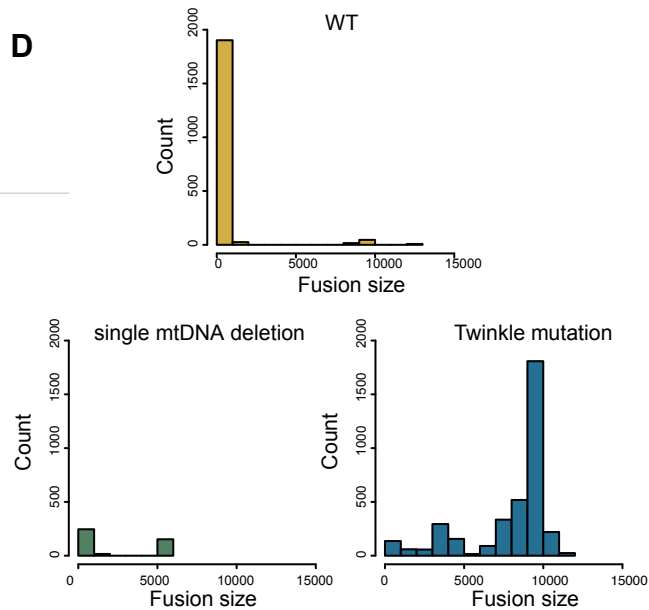 D
WT
2000
1500
1000
500
0
Count
0 5000 10000 15000
Fusion size
single mtDNA deletion
2000
1500
1000
500
0
Count
0 5000 10000 15000
Fusion size
Twinkle mutation
2000
1500
1000
500
0
Count
0 5000 10000 15000
Fusion size